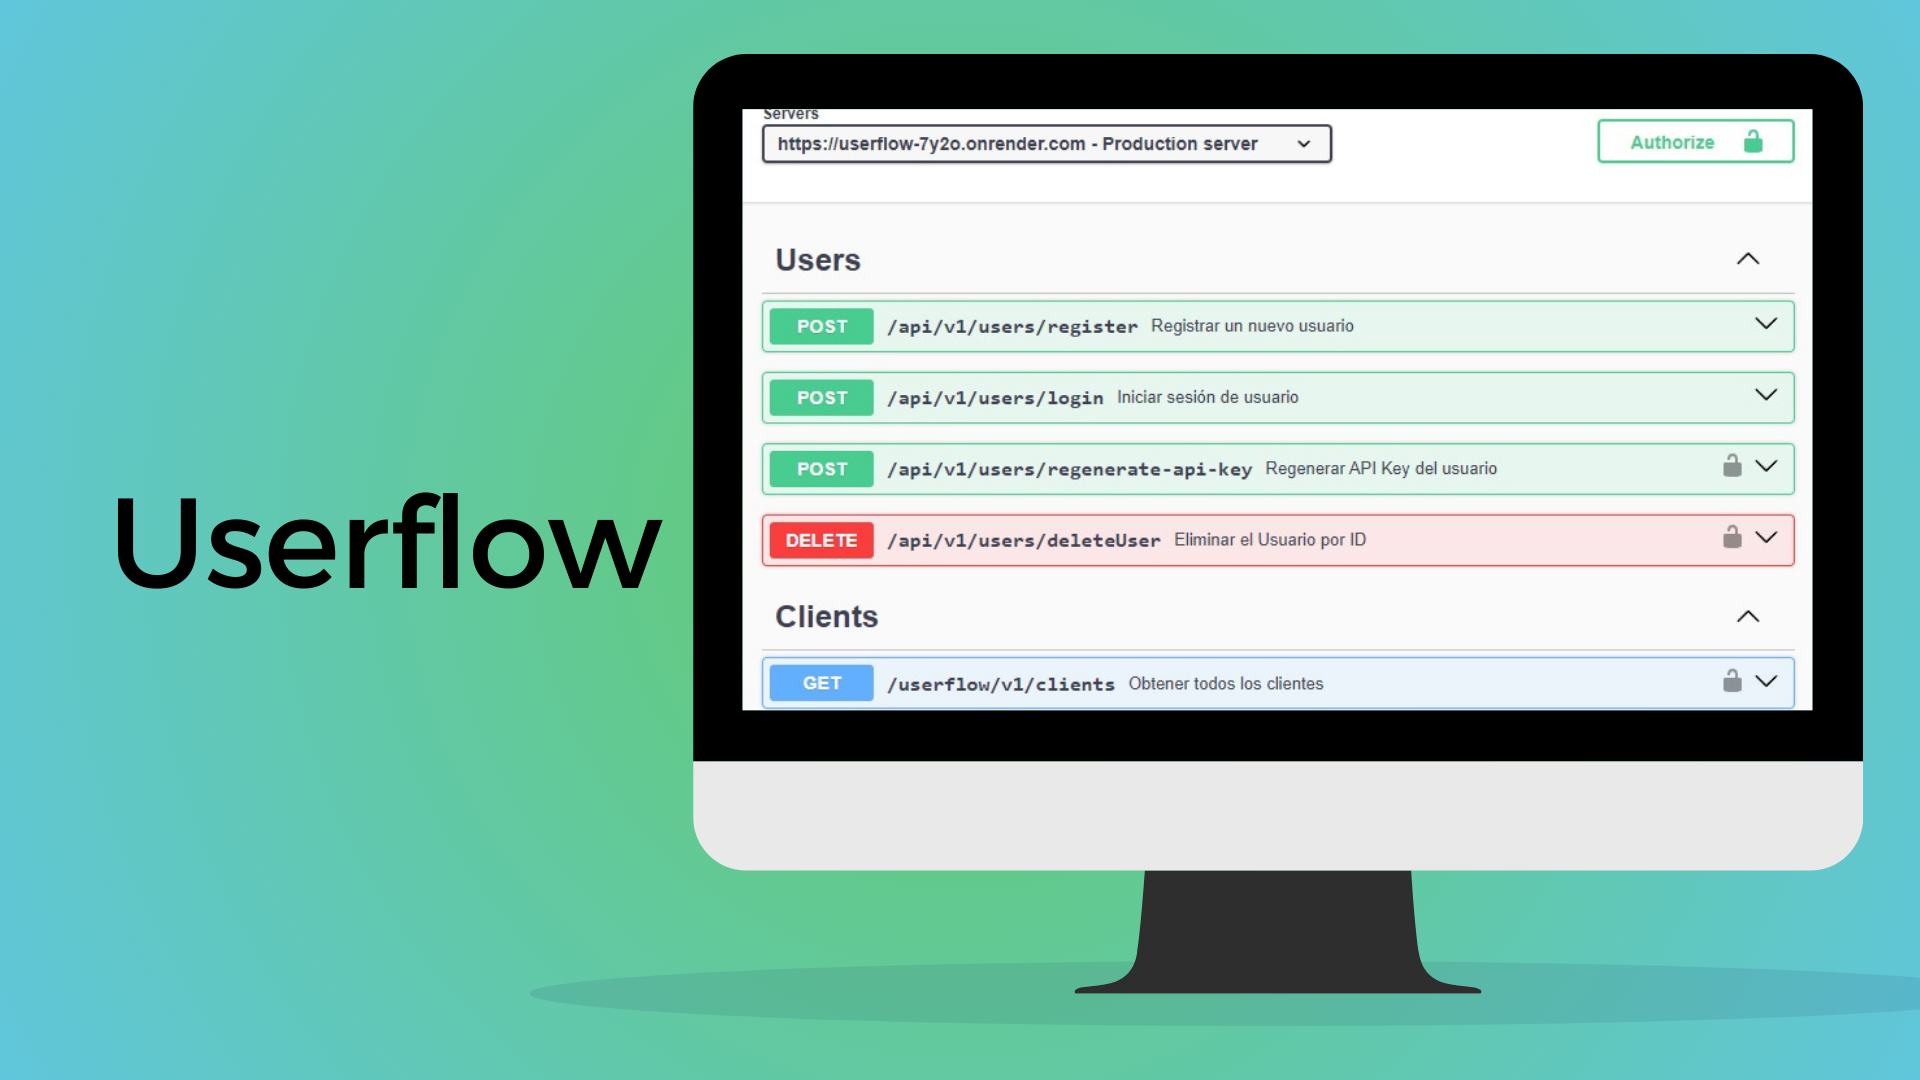 Userflow
Servers
https://userflow-7y2o.onrender.com - Production server
Authorize
Users
POST /api/v1/users/register Registrar un nuevo usuario
POST /api/v1/users/login Iniciar sesión de usuario
POST /api/v1/users/regenerate-api-key Regenerar API Key del usuario
DELETE /api/v1/users/deleteUser Eliminar el Usuario por ID
Clients
GET /userflow/v1/clients Obtener todos los clientes